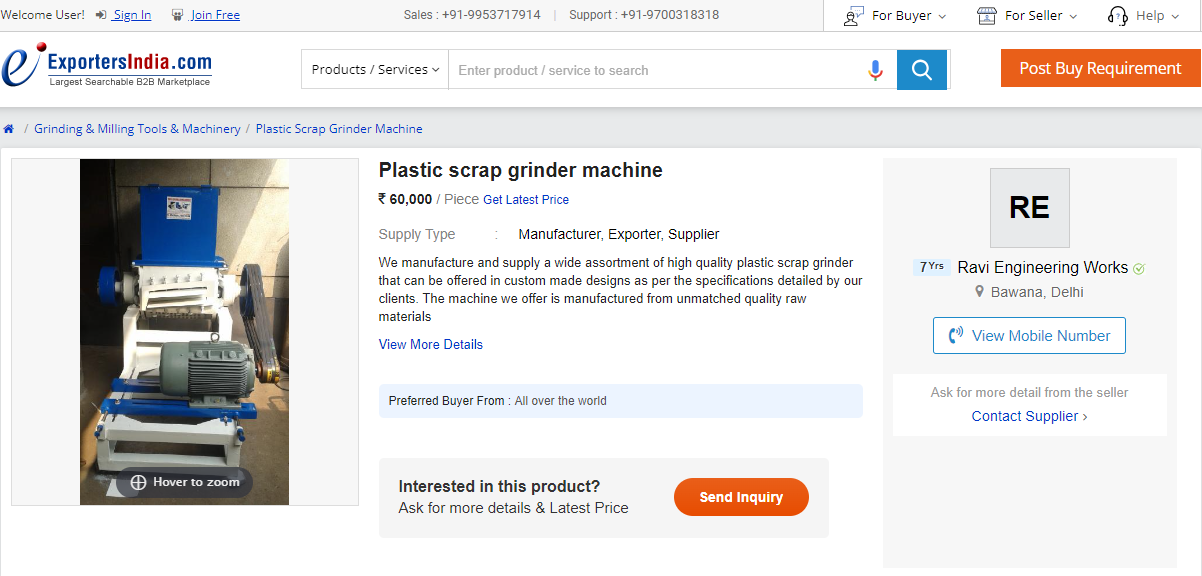 Welcome User! Sign In Join Free Sales : +91-9953717914 | Support : +91-9700318318 For Buyer For Seller Help
ExportersIndia.com
Largest Searchable B2B Marketplace
Products / Services Enter product / service to search Post Buy Requirement
/ Grinding & Milling Tools & Machinery / Plastic Scrap Grinder Machine
Plastic scrap grinder machine
₹ 60,000 / Piece Get Latest Price
Supply Type : Manufacturer, Exporter, Supplier
We manufacture and supply a wide assortment of high quality plastic scrap grinder
that can be offered in custom made designs as per the specifications detailed by our
clients. The machine we offer is manufactured from unmatched quality raw
materials
View More Details
Preferred Buyer From : All over the world
Hover to zoom
Interested in this product?
Ask for more details & Latest Price
Send Inquiry
RE
7 Yrs Ravi Engineering Works
Bawana, Delhi
View Mobile Number
Ask for more detail from the seller
Contact Supplier ›